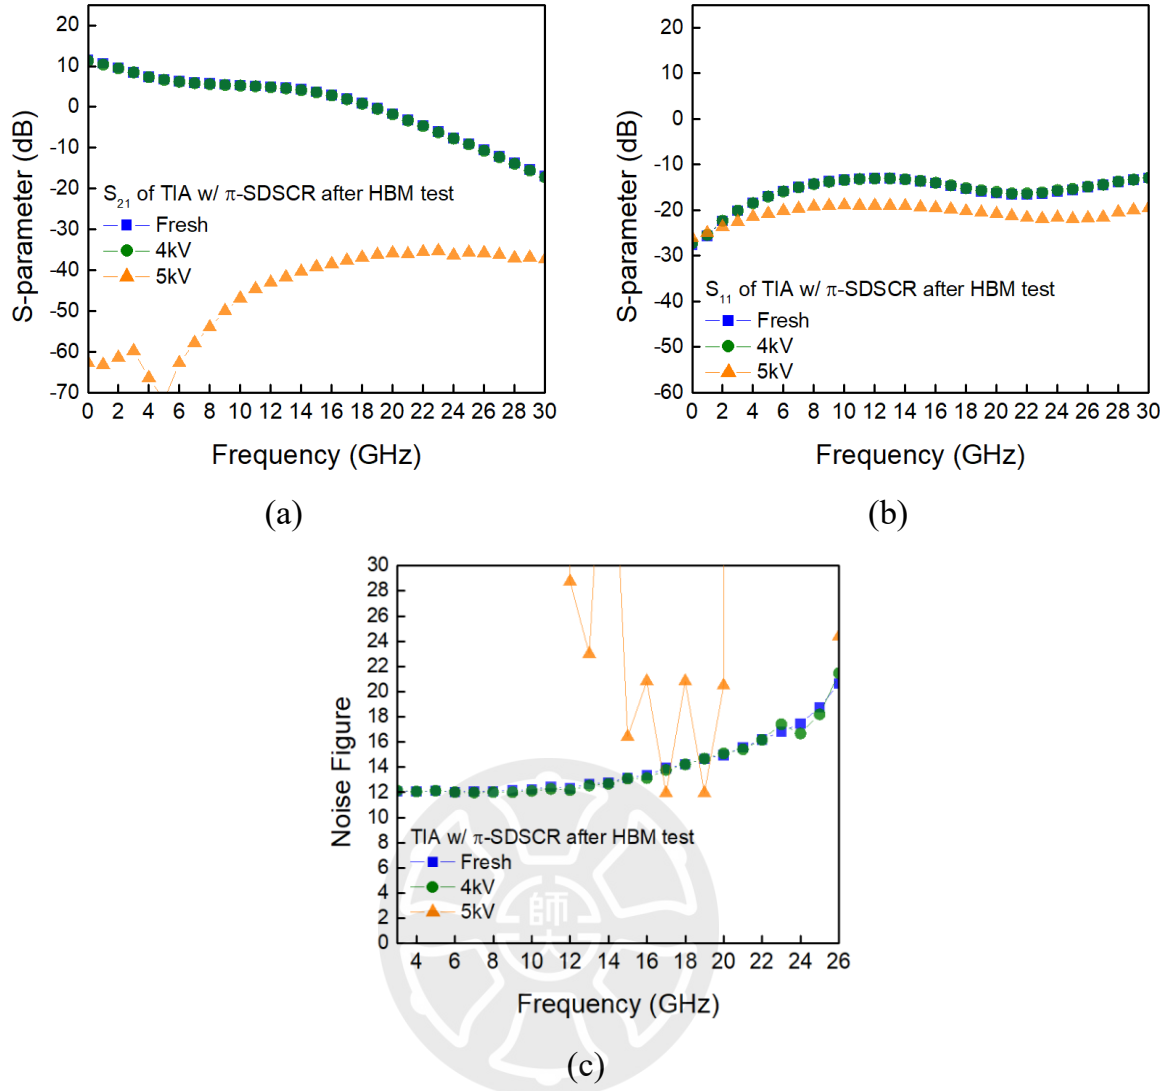 20
10
0
-10
-20
-30
-40
-50
-60
-70
S-parameter (dB)
S21 of TIA w/ π-SDSCR after HBM test
Fresh
4kV
5kV
0 2 4 6 8 10 12 14 16 18 20 22 24 26 28 30
Frequency (GHz)
(a)
20
10
0
-10
-20
-30
-40
-50
-60
S-parameter (dB)
S11 of TIA w/ π-SDSCR after HBM test
Fresh
4kV
5kV
0 2 4 6 8 10 12 14 16 18 20 22 24 26 28 30
Frequency (GHz)
(b)
30
28
26
24
22
20
18
16
14
12
10
8
6
4
2
0
Noise Figure
TIA w/ π-SDSCR after HBM test
Fresh
4kV
5kV
師大
4 6 8 10 12 14 16 18 20 22 24 26
Frequency (GHz)
(c)